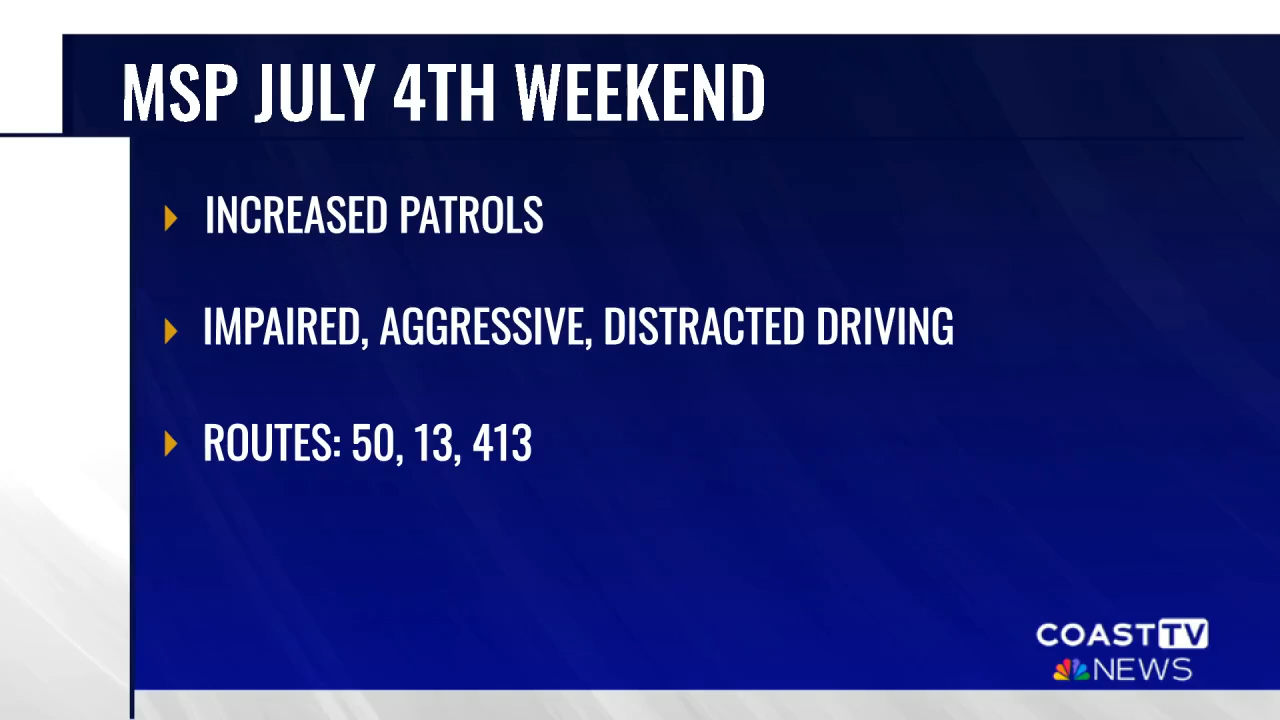 MSP JULY 4TH WEEKEND
INCREASED PATROLS
IMPAIRED, AGGRESSIVE, DISTRACTED DRIVING
ROUTES: 50, 13, 413
COAST TV
NEWS